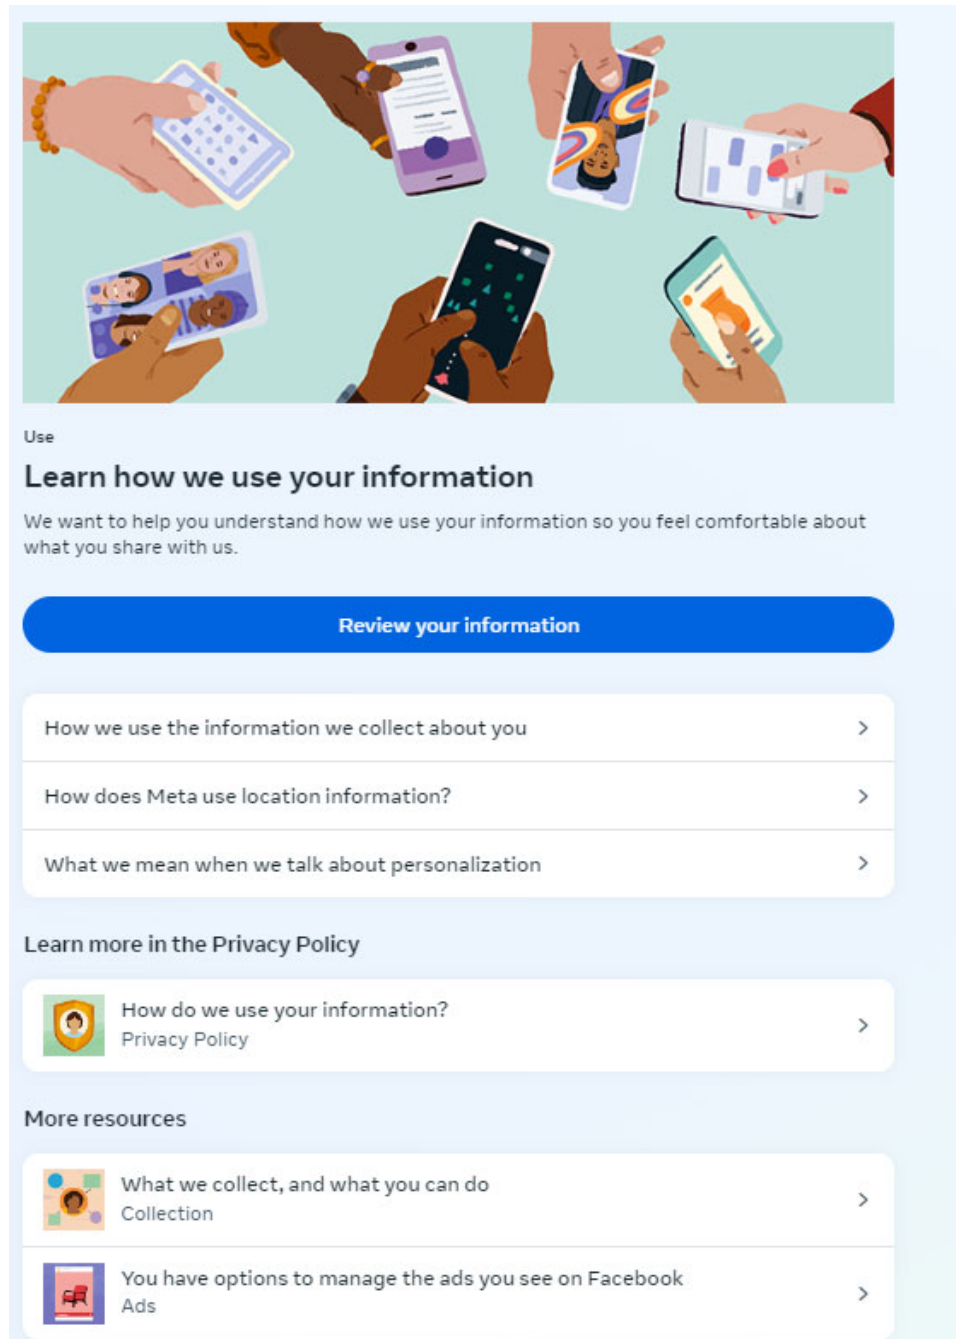 Use
Learn how we use your information
We want to help you understand how we use your information so you feel comfortable about
what you share with us.
Review your information
How we use the information we collect about you
How does Meta use location information?
What we mean when we talk about personalization
Learn more in the Privacy Policy
How do we use your information?
Privacy Policy
More resources
What we collect, and what you can do
Collection
You have options to manage the ads you see on Facebook
Ads